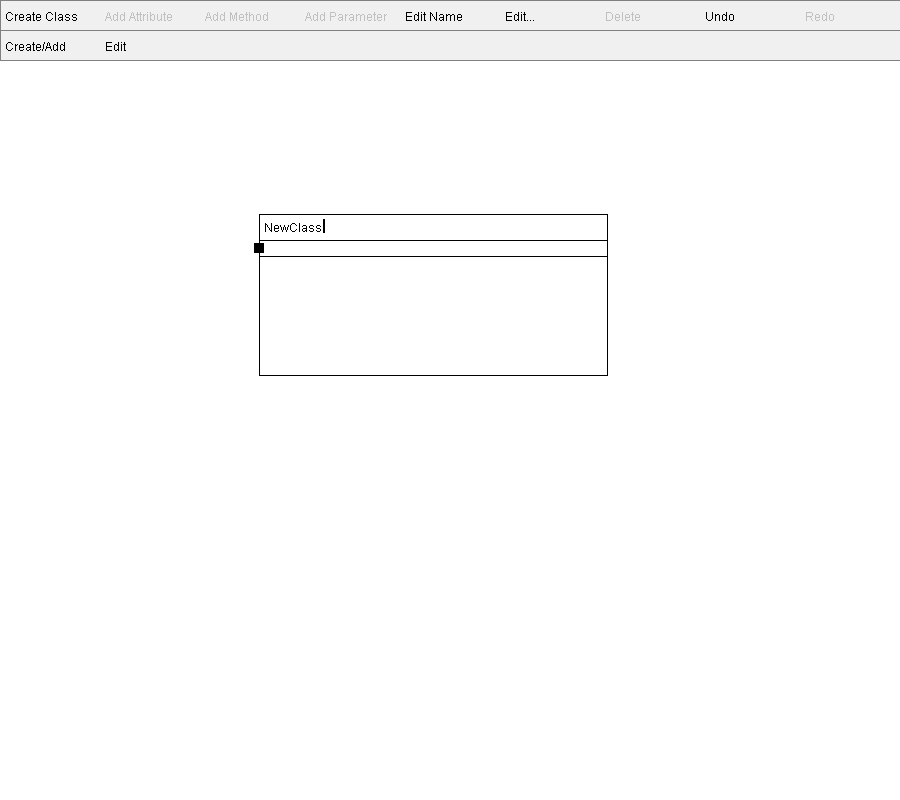 Create Class Add Attribute Add Method Add Parameter Edit Name Edit... Delete Undo Redo
Create/Add Edit
NewClass